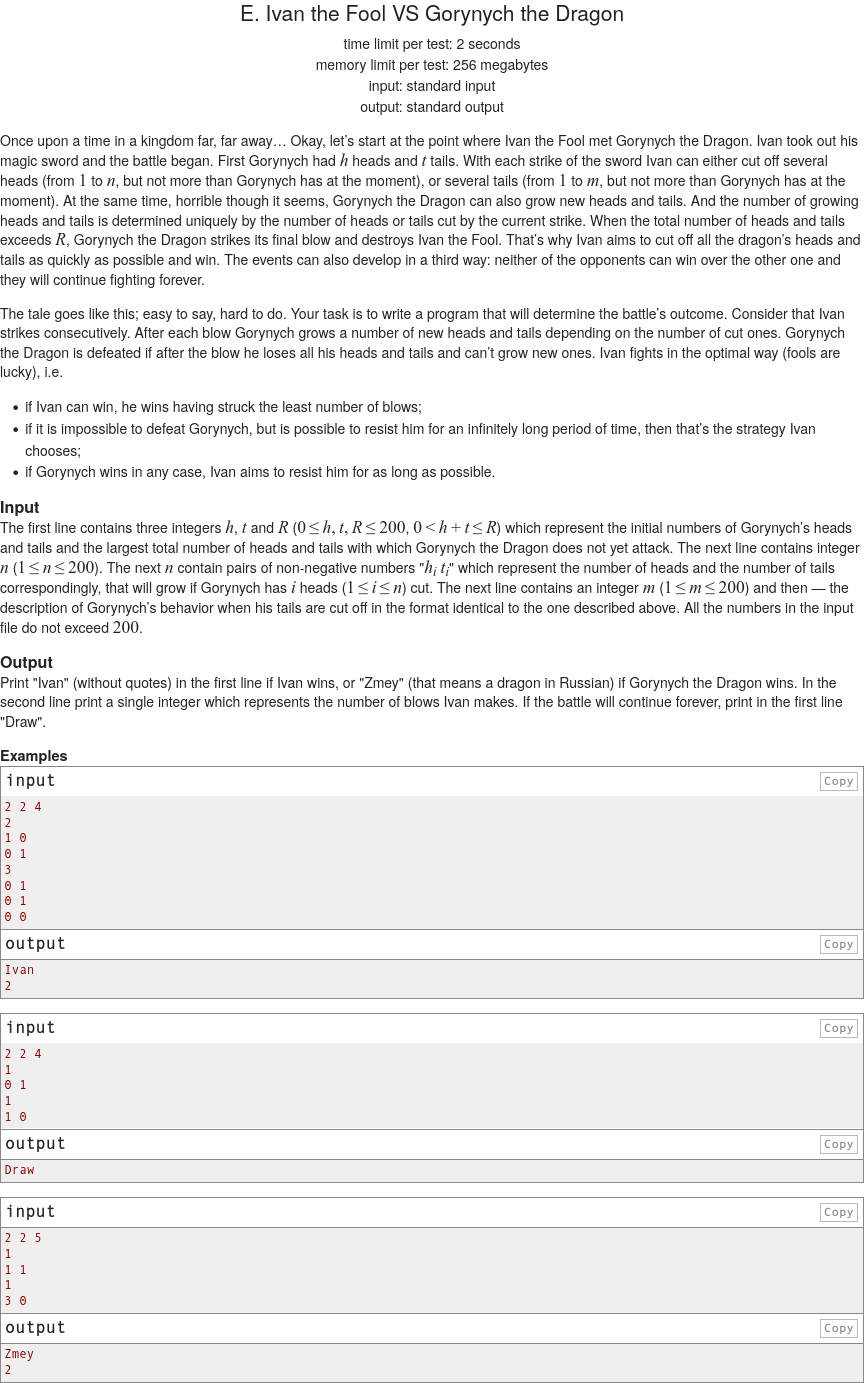 E. Ivan the Fool VS Gorynych the Dragon
time limit per test: 2 seconds
memory limit per test: 256 megabytes
input: standard input
output: standard output
Once upon a time in a kingdom far, far away… Okay, let's start at the point where Ivan the Fool met Gorynych the Dragon. Ivan took out his
magic sword and the battle began. First Gorynych had h heads and t tails. With each strike of the sword Ivan can either cut off several
heads (from 1 to n, but not more than Gorynych has at the moment), or several tails (from 1 to m, but not more than Gorynych has at the
moment). At the same time, horrible though it seems, Gorynych the Dragon can also grow new heads and tails. And the number of growing
heads and tails is determined uniquely by the number of heads or tails cut by the current strike. When the total number of heads and tails
exceeds R, Gorynych the Dragon strikes its final blow and destroys Ivan the Fool. That's why Ivan aims to cut off all the dragon's heads and
tails as quickly as possible and win. The events can also develop in a third way: neither of the opponents can win over the other one and
they will continue fighting forever.
The tale goes like this; easy to say, hard to do. Your task is to write a program that will determine the battle's outcome. Consider that Ivan
strikes consecutively. After each blow Gorynych grows a number of new heads and tails depending on the number of cut ones. Gorynych
the Dragon is defeated if after the blow he loses all his heads and tails and can't grow new ones. Ivan fights in the optimal way (fools are
lucky), i.e.
• if Ivan can win, he wins having struck the least number of blows;
• if it is impossible to defeat Gorynych, but is possible to resist him for an infinitely long period of time, then that's the strategy Ivan
chooses;
• if Gorynych wins in any case, Ivan aims to resist him for as long as possible.
Input
The first line contains three integers h, t and R (0 ≤ h, t, R ≤ 200, 0 < h + t ≤ R) which represent the initial numbers of Gorynych's heads
and tails and the largest total number of heads and tails with which Gorynych the Dragon does not yet attack. The next line contains integer
n (1 ≤ n ≤ 200). The next n contain pairs of non-negative numbers "hᵢ tᵢ" which represent the number of heads and the number of tails
correspondingly, that will grow if Gorynych has i heads (1 ≤ i ≤ n) cut. The next line contains an integer m (1 ≤ m ≤ 200) and then — the
description of Gorynych's behavior when his tails are cut off in the format identical to the one described above. All the numbers in the input
file do not exceed 200.
Output
Print "Ivan" (without quotes) in the first line if Ivan wins, or "Zmey" (that means a dragon in Russian) if Gorynych the Dragon wins. In the
second line print a single integer which represents the number of blows Ivan makes. If the battle will continue forever, print in the first line
"Draw".
Examples
input Copy
2 2 4
2
1 0
0 1
3
0 1
0 1
0 0
output Copy
Ivan
2
input Copy
2 2 4
1
0 1
1
1 0
output Copy
Draw
input Copy
2 2 5
1
1 1
1
3 0
output Copy
Zmey
2